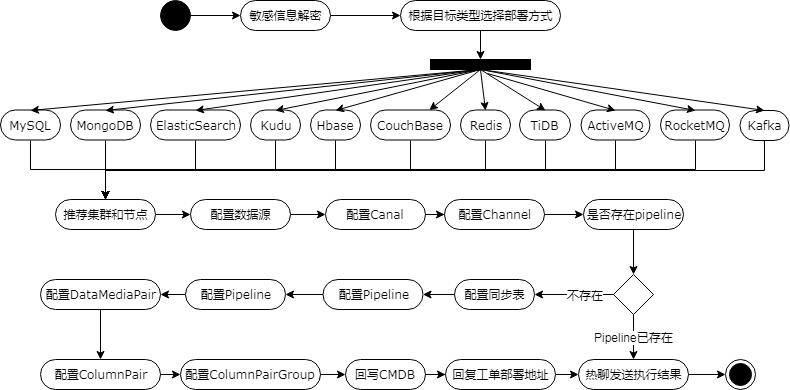 敏感信息解密
根据目标类型选择部署方式
MySQL
MongoDB
ElasticSearch
Kudu
Hbase
CouchBase
Redis
TiDB
ActiveMQ
RocketMQ
Kafka
推荐集群和节点
配置数据源
配置Canal
配置Channel
是否存在pipeline
配置DataMediaPair
配置Pipeline
配置Pipeline
配置同步表
不存在
Pipeline已存在
配置ColumnPair
配置ColumnPairGroup
回写CMDB
回复工单部署地址
热聊发送执行结果